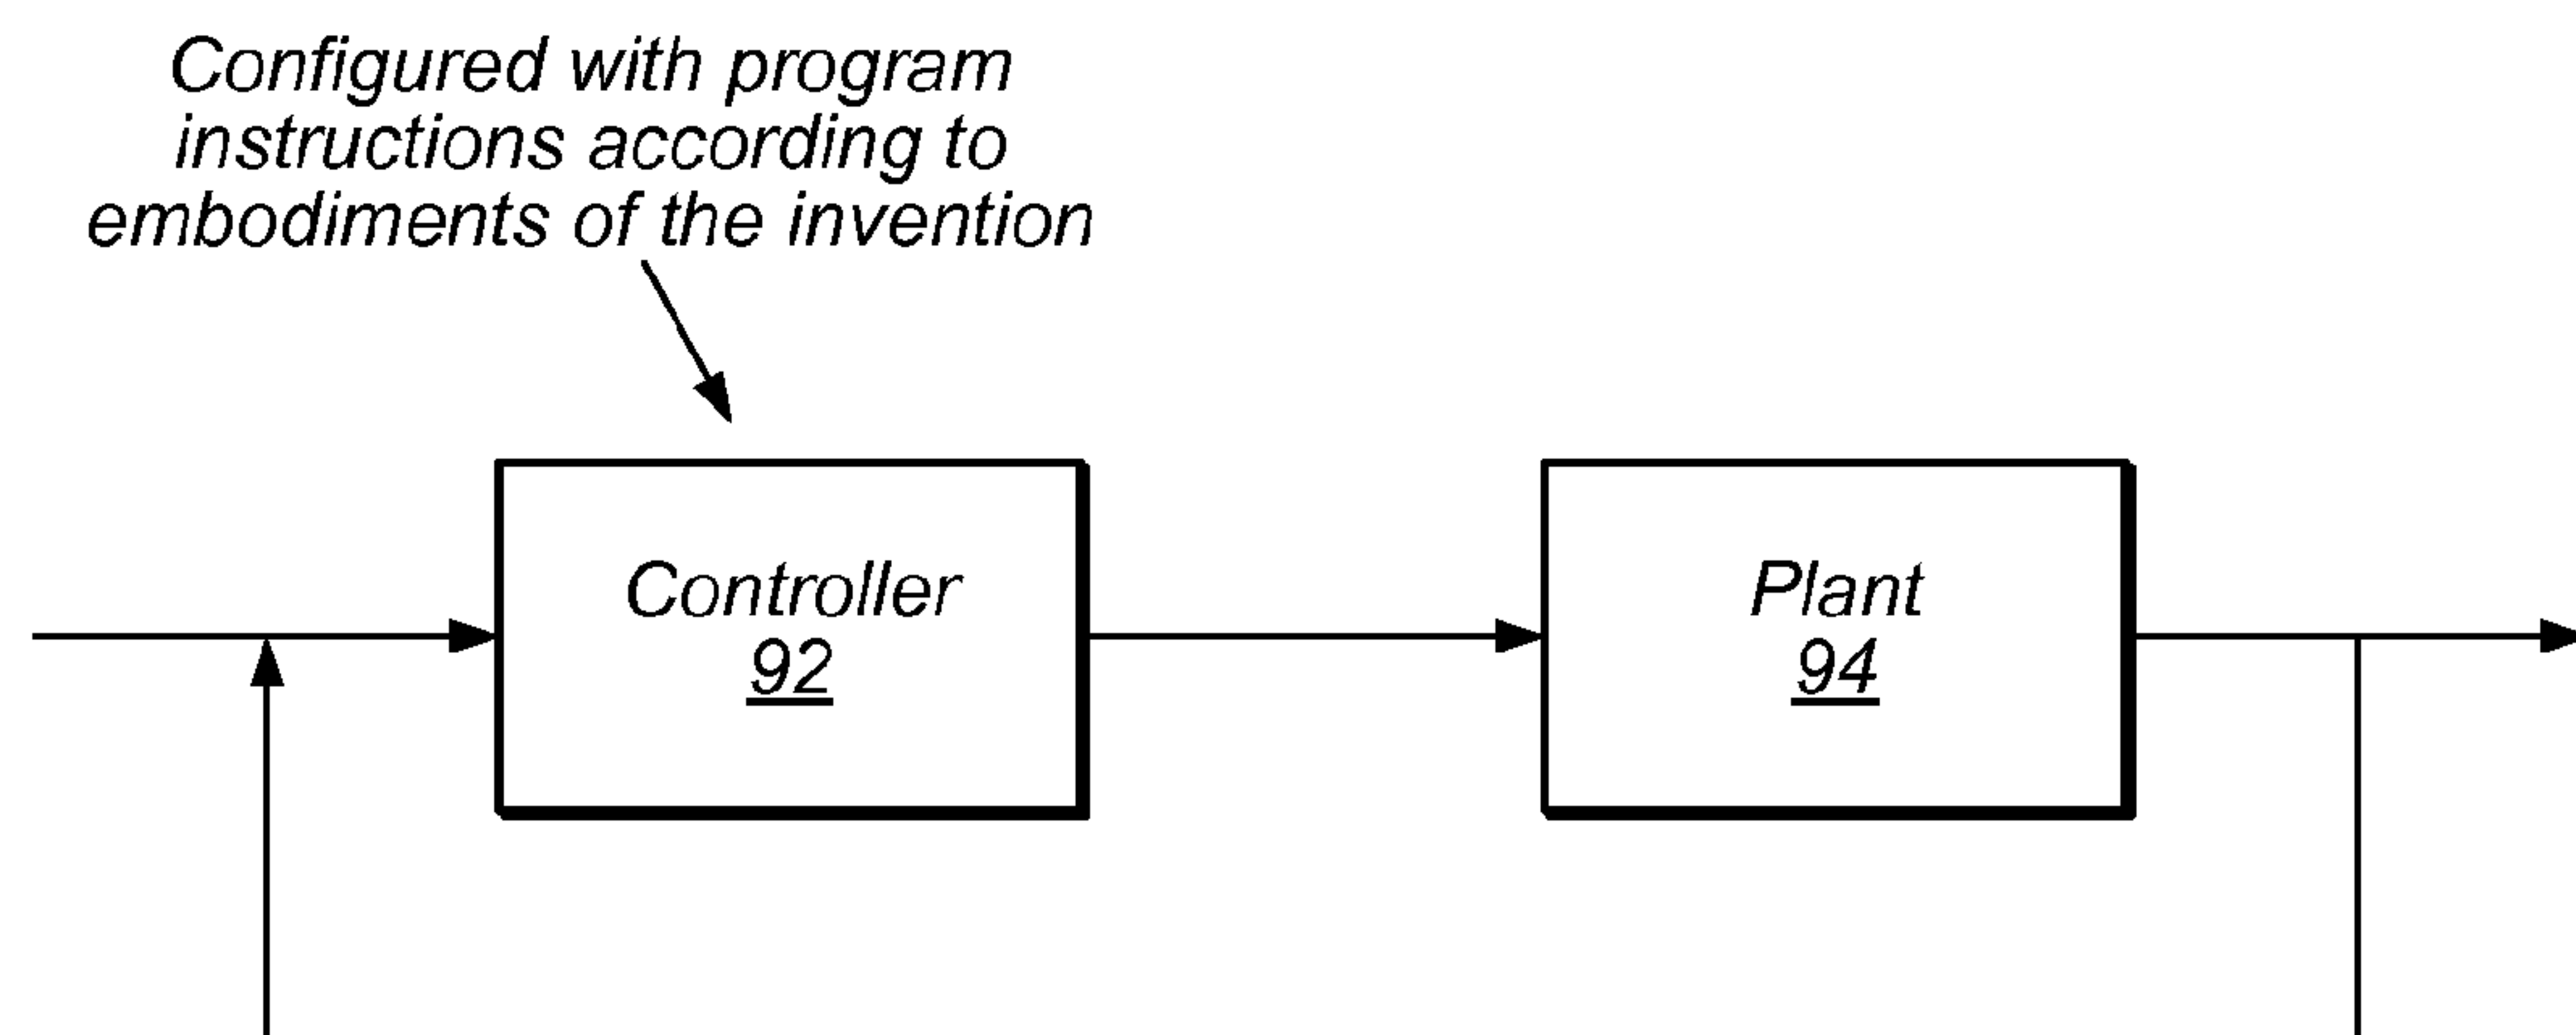 Configured with program
instructions according to
embodiments of the invention
Controller
92
Plant
94